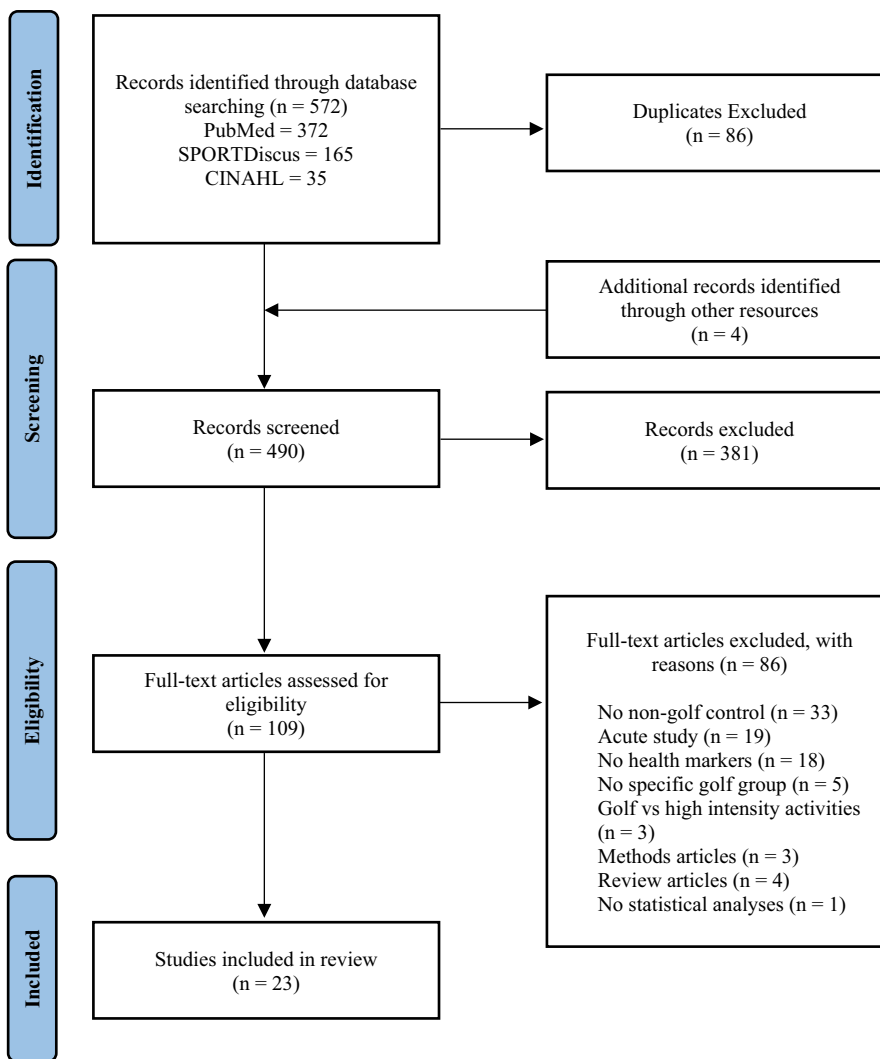 Identification
Records identified through database
searching (n = 572)
PubMed = 372
SPORTDiscus = 165
CINAHL = 35
Duplicates Excluded
(n = 86)
Screening
Additional records identified
through other resources
(n = 4)
Records screened
(n = 490)
Records excluded
(n = 381)
Eligibility
Full-text articles assessed for
eligibility
(n = 109)
Full-text articles excluded, with
reasons (n = 86)
No non-golf control (n = 33)
Acute study (n = 19)
No health markers (n = 18)
No specific golf group (n = 5)
Golf vs high intensity activities
(n = 3)
Methods articles (n = 3)
Review articles (n = 4)
No statistical analyses (n = 1)
Included
Studies included in review
(n = 23)